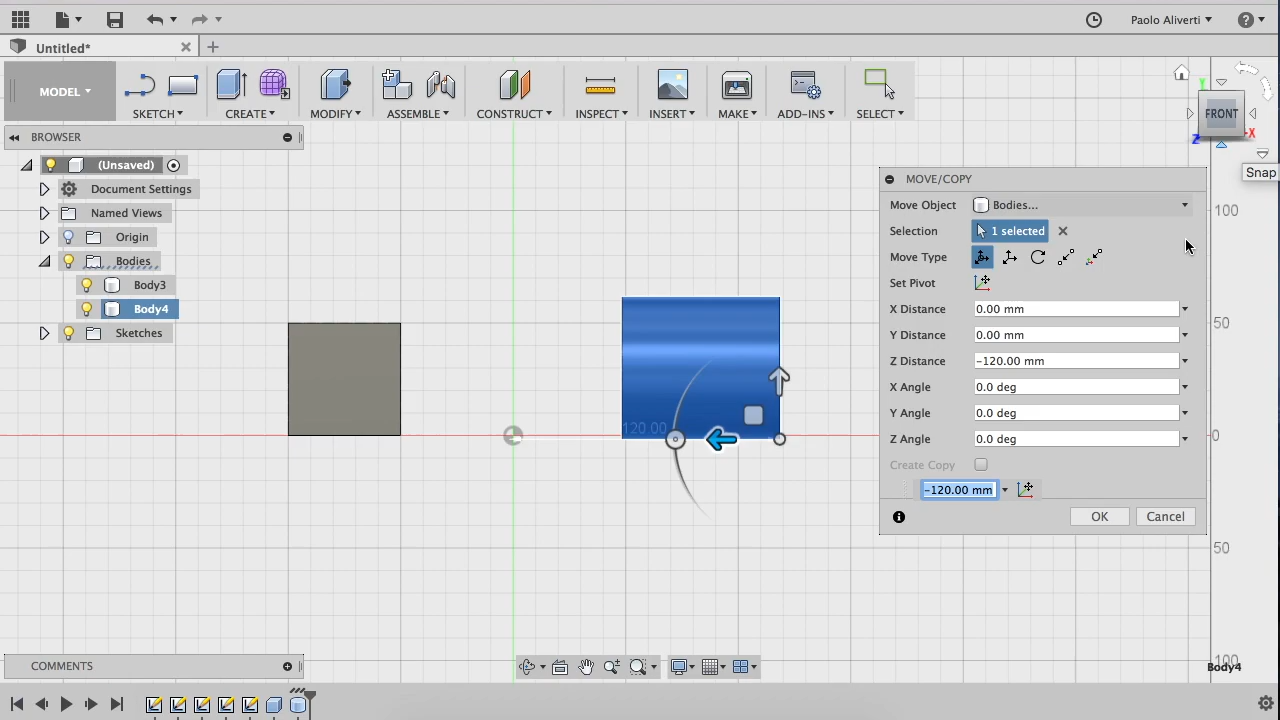 Paolo Aliverti
Untitled*
MODEL
SKETCH
CREATE
MODIFY
ASSEMBLE
CONSTRUCT
INSPECT
INSERT
MAKE
ADD-INS
SELECT
Y
FRONT
X
Z
Snap
BROWSER
(Unsaved)
Document Settings
Named Views
Origin
Bodies
Body3
Body4
Sketches
MOVE/COPY
Move Object Bodies...
Selection 1 selected
Move Type
Set Pivot
X Distance 0.00 mm
Y Distance 0.00 mm
Z Distance -120.00 mm
X Angle 0.0 deg
Y Angle 0.0 deg
Z Angle 0.0 deg
Create Copy
-120.00 mm
OK Cancel
120.00
100
50
0
50
100
Body4
COMMENTS